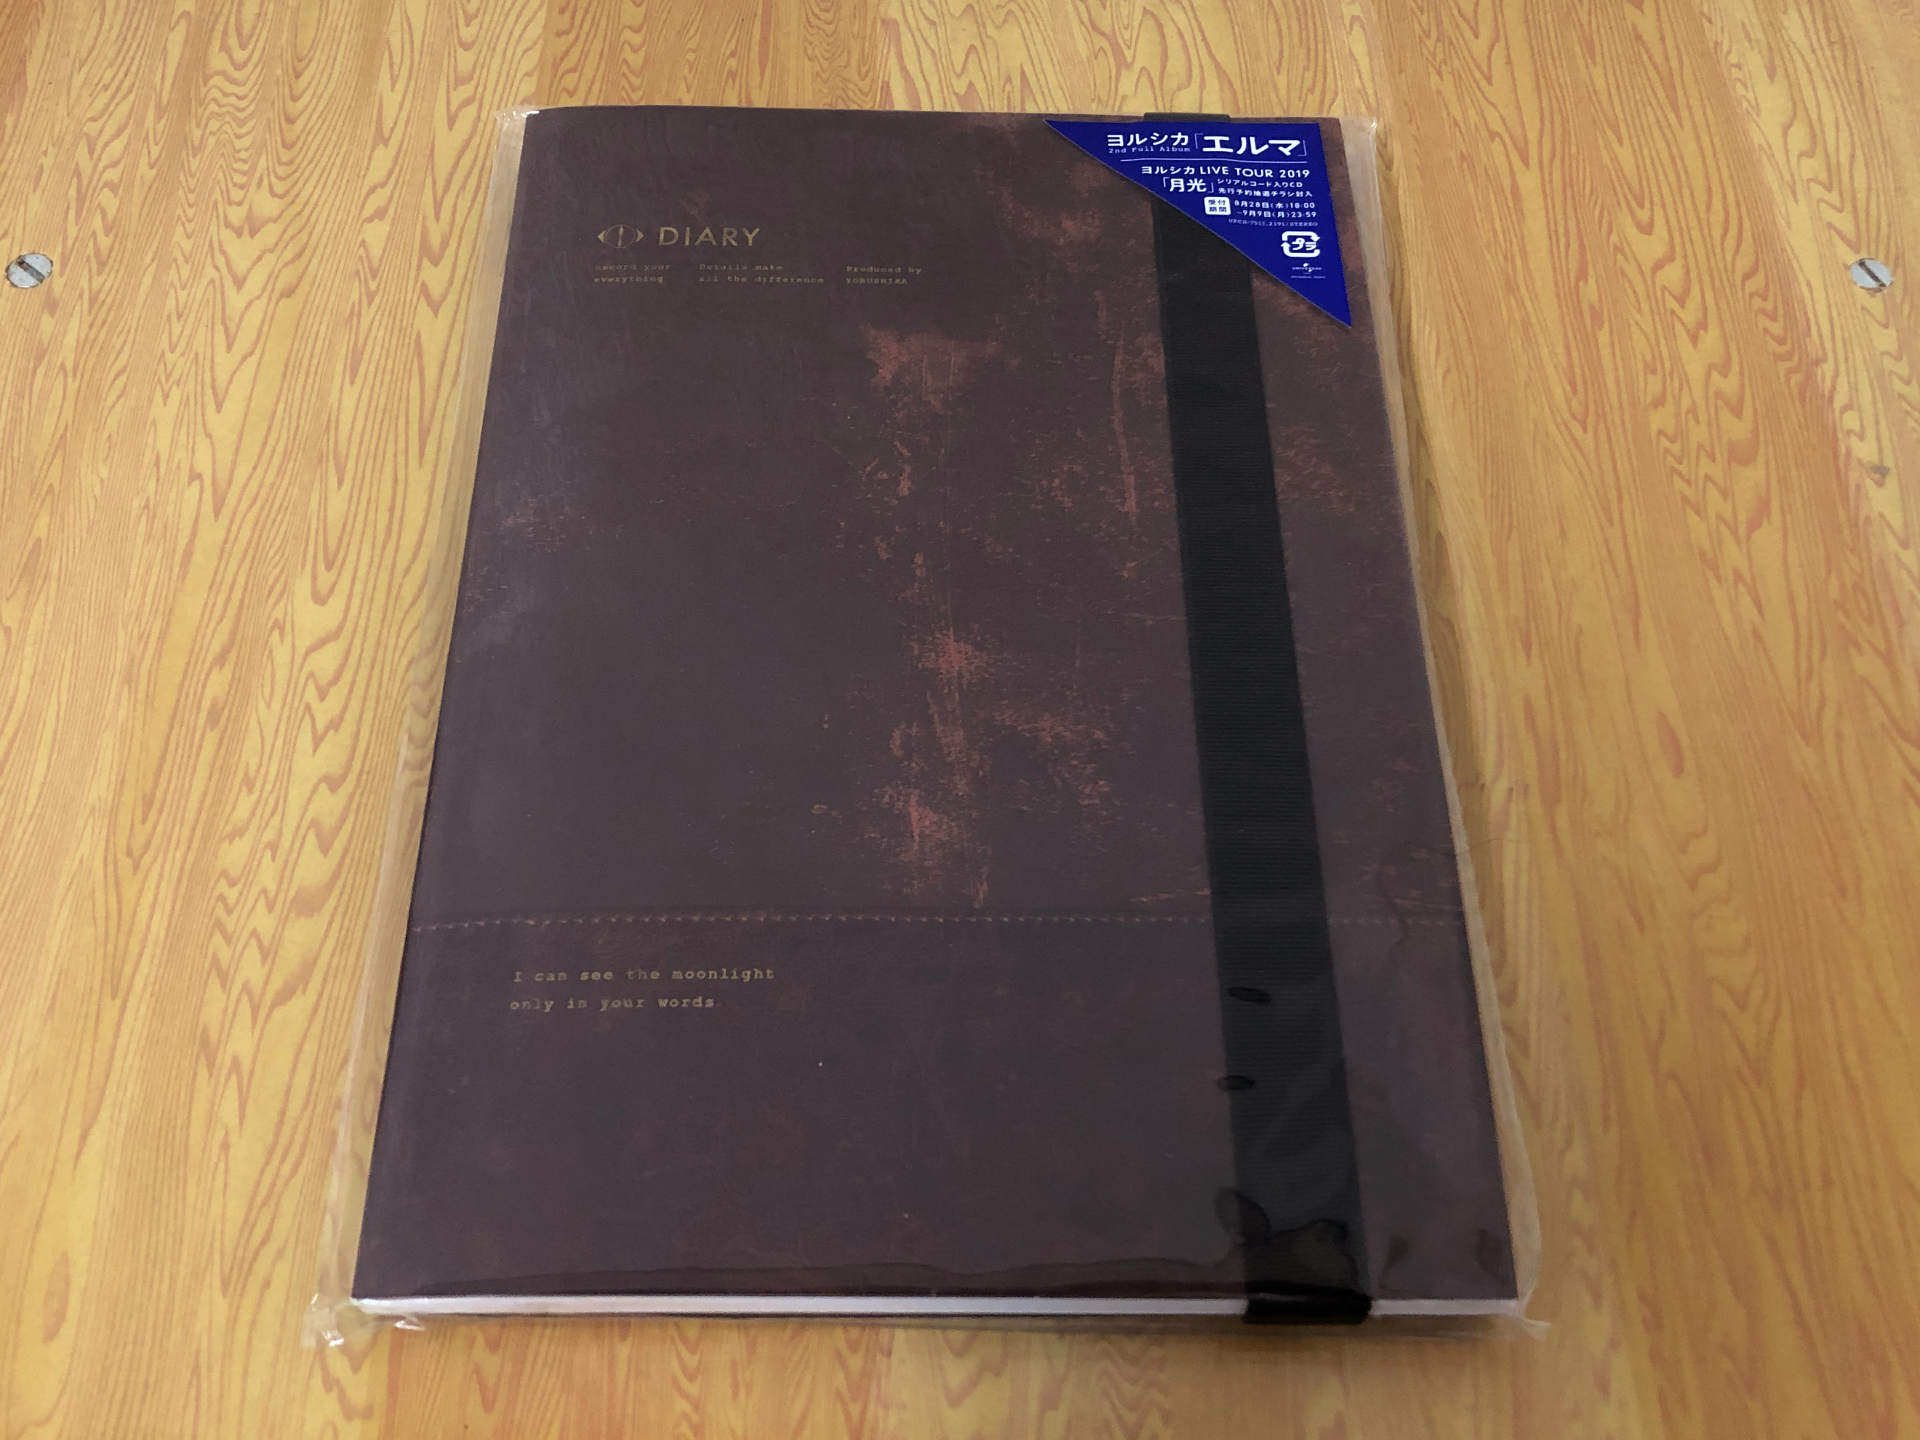 ヨルシカ「エルマ」
2nd Full Album
ヨルシカ LIVE TOUR 2019
「月光」シリアルコード入りCD
先行予約抽選チラシ封入
受付期間 8月28日(水)18:00
~9月9日(月)23:59
プラ
DIARY
Record your Details make Produced by
everything all the difference YORUSHIKA
I can see the moonlight
only in your words.